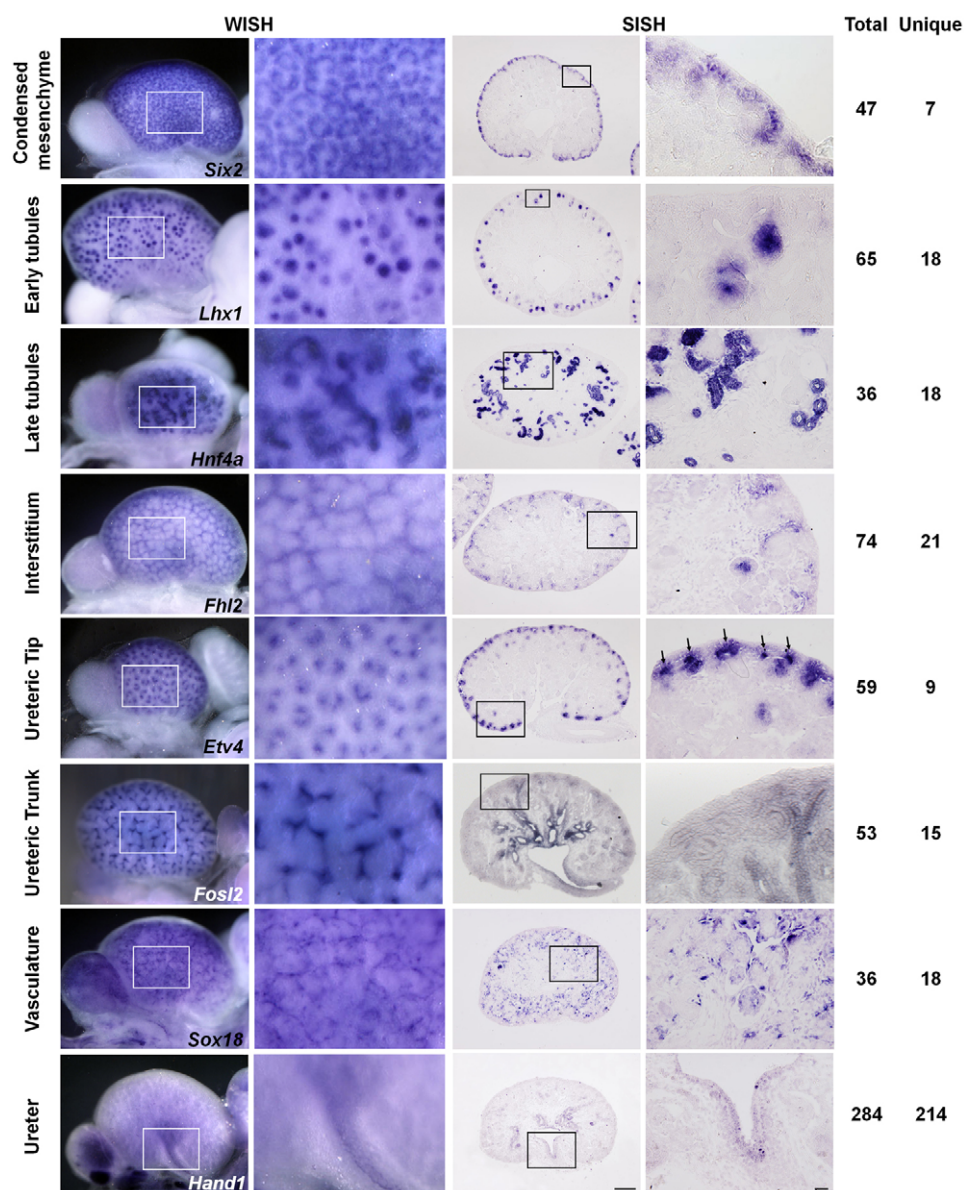 WISH SISH Total Unique
Condensed
mesenchyme
Six2
47 7
Early tubules
Lhx1
65 18
Late tubules
Hnf4a
36 18
Interstitium
Fhl2
74 21
Ureteric Tip
Etv4
59 9
Ureteric Trunk
Fosl2
53 15
Vasculature
Sox18
36 18
Ureter
Hand1
284 214